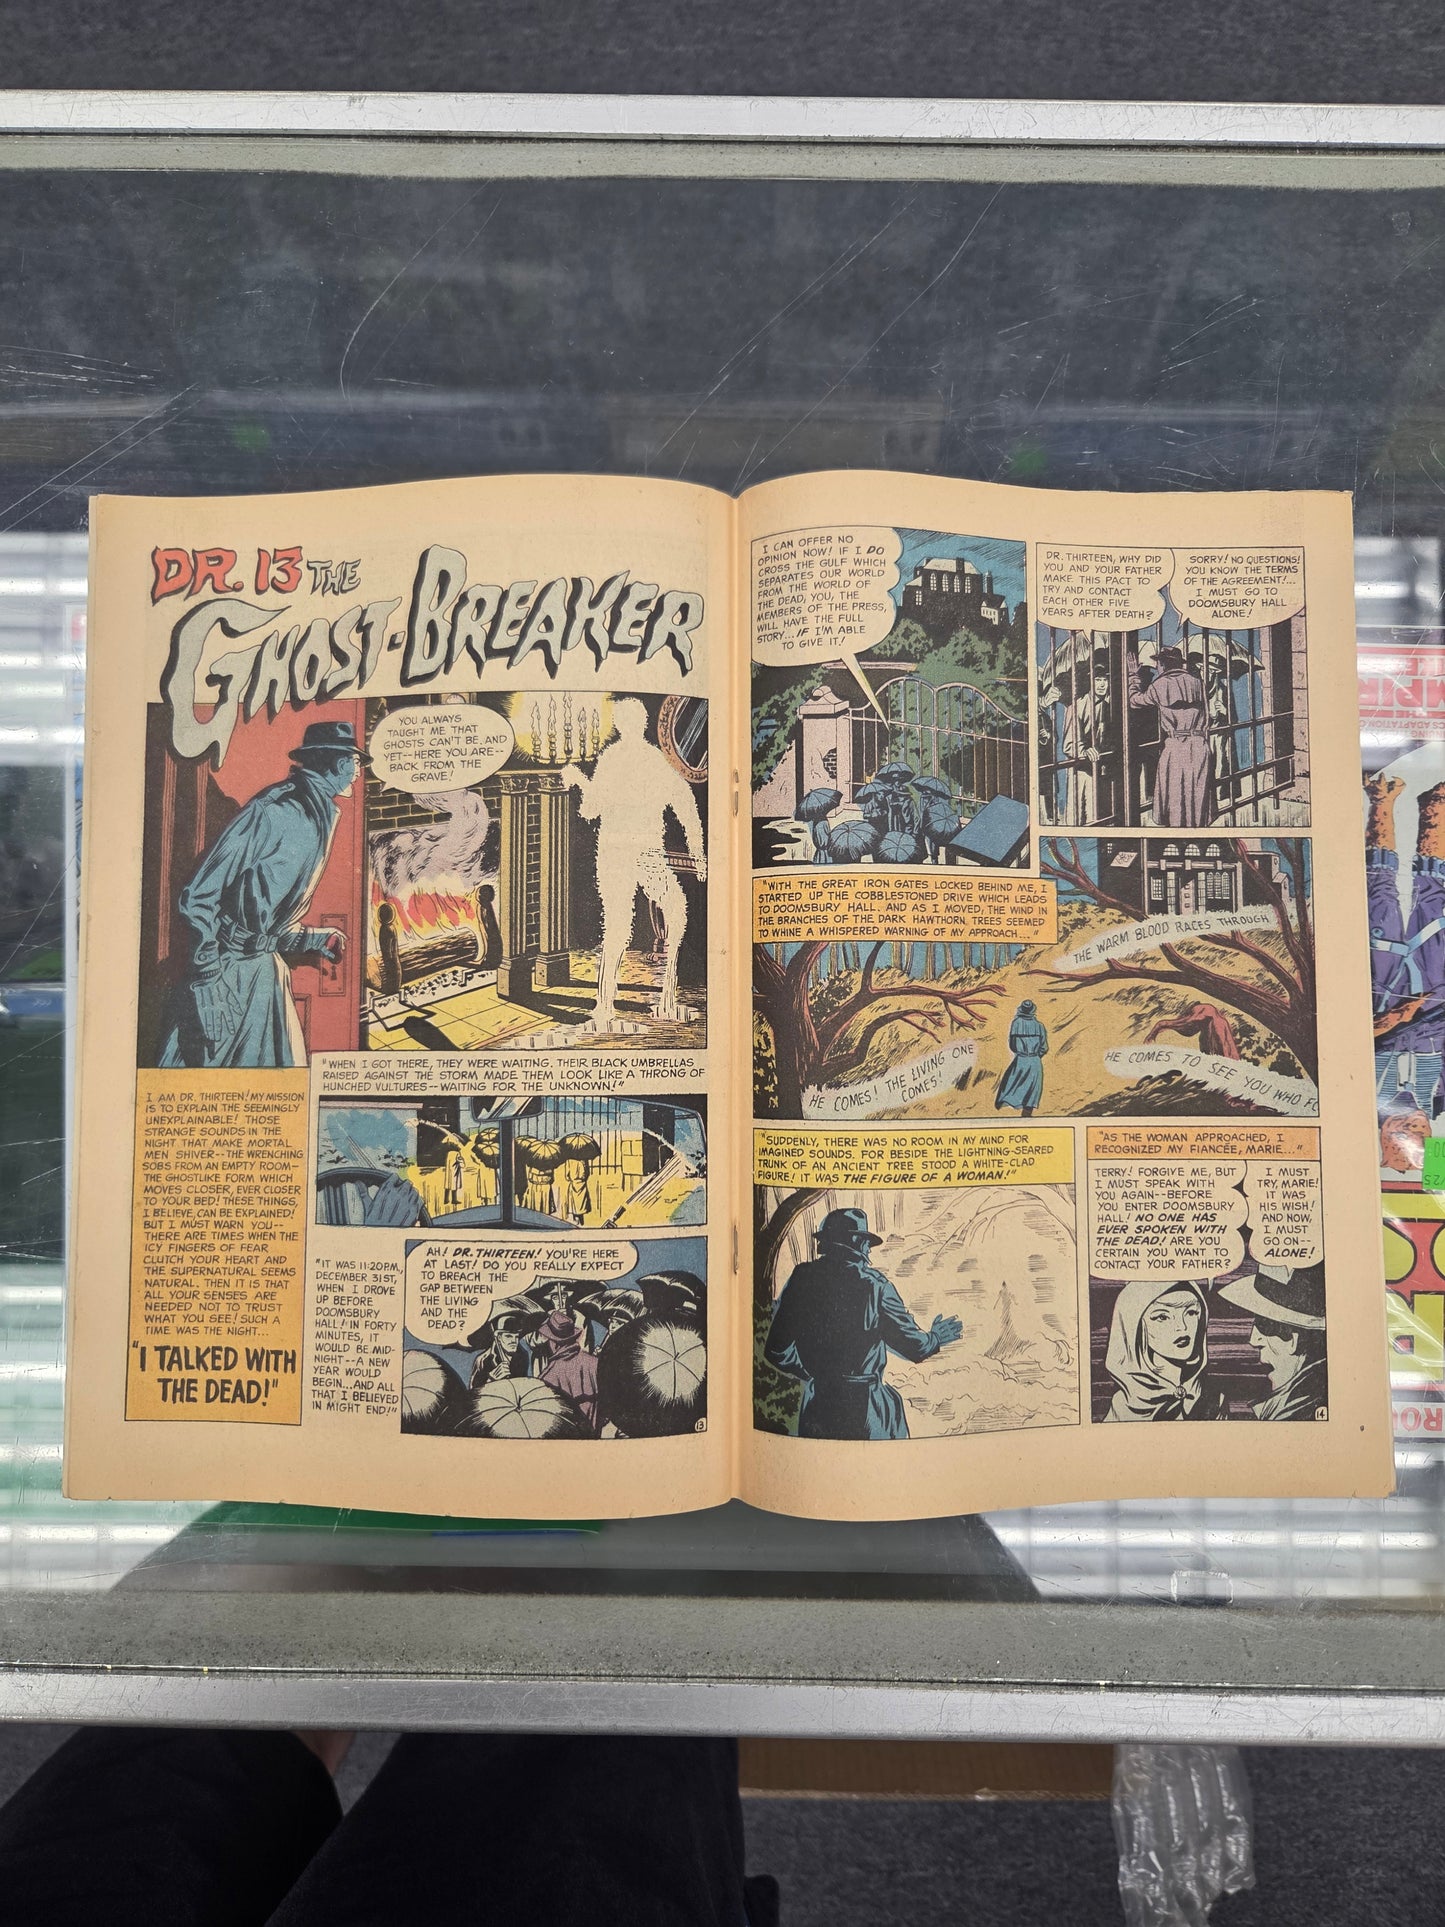 DR. 13 THE
GHOST-BREAKER
YOU ALWAYS
TAUGHT ME THAT
GHOSTS CAN'T BE, AND
YET--HERE YOU ARE--
BACK FROM THE
GRAVE!
I AM DR. THIRTEEN! MY MISSION
IS TO EXPLAIN THE SEEMINGLY
UNEXPLAINABLE! THOSE
STRANGE SOUNDS IN THE
NIGHT THAT MAKE MORTAL
MEN SHIVER--THE WRENCHING
SOBS FROM AN EMPTY ROOM--
THE GHOSTLIKE FORM WHICH
MOVES CLOSER, EVER CLOSER
TO YOUR BED! THESE THINGS,
I BELIEVE, CAN BE EXPLAINED!
BUT I MUST WARN YOU--
THERE ARE TIMES WHEN THE
ICY FINGERS OF FEAR
CLUTCH YOUR HEART AND
THE SUPERNATURAL SEEMS
NATURAL. THEN IT IS THAT
ALL YOUR SENSES ARE
NEEDED NOT TO TRUST
WHAT YOU SEE! SUCH A
TIME WAS THE NIGHT...
"I TALKED WITH
THE DEAD!"
"WHEN I GOT THERE, THEY WERE WAITING. THEIR BLACK UMBRELLAS
RAISED AGAINST THE STORM MADE THEM LOOK LIKE A THRONG OF
HUNCHED VULTURES--WAITING FOR THE UNKNOWN!"
"IT WAS 11:20 P.M.,
DECEMBER 31ST,
WHEN I DROVE
UP BEFORE
DOOMSBURY
HALL! IN FORTY
MINUTES, IT
WOULD BE MID-
NIGHT--A NEW
YEAR WOULD
BEGIN...AND ALL
THAT I BELIEVED
IN MIGHT END!"
AH! DR. THIRTEEN! YOU'RE HERE
AT LAST! DO YOU REALLY EXPECT
TO BREACH THE
GAP BETWEEN
THE LIVING
AND THE
DEAD?
13
I CAN OFFER NO
OPINION NOW! IF I DO
CROSS THE GULF WHICH
SEPARATES OUR WORLD
FROM THE WORLD OF
THE DEAD, YOU, THE
MEMBERS OF THE PRESS,
WILL HAVE THE FULL
STORY...IF I'M ABLE
TO GIVE IT!
DR. THIRTEEN, WHY DID
YOU AND YOUR FATHER
MAKE THIS PACT TO
TRY AND CONTACT
EACH OTHER FIVE
YEARS AFTER DEATH?
SORRY! NO QUESTIONS!
YOU KNOW THE TERMS
OF THE AGREEMENT!...
I MUST GO TO
DOOMSBURY HALL
ALONE!
"WITH THE GREAT IRON GATES LOCKED BEHIND ME, I
STARTED UP THE COBBLESTONED DRIVE WHICH LEADS
TO DOOMSBURY HALL. AND AS I MOVED, THE WIND IN
THE BRANCHES OF THE DARK HAWTHORN TREES SEEMED
TO WHINE A WHISPERED WARNING OF MY APPROACH..."
THE WARM BLOOD RACES THROUGH
HE COMES! THE LIVING ONE
COMES!
HE COMES TO SEE YOU WHO FO
"SUDDENLY, THERE WAS NO ROOM IN MY MIND FOR
IMAGINED SOUNDS. FOR BESIDE THE LIGHTNING-SEARED
TRUNK OF AN ANCIENT TREE STOOD A WHITE-CLAD
FIGURE! IT WAS THE FIGURE OF A WOMAN!"
"AS THE WOMAN APPROACHED, I
RECOGNIZED MY FIANCÉE, MARIE..."
TERRY! FORGIVE ME, BUT
I MUST SPEAK WITH
YOU AGAIN--BEFORE
YOU ENTER DOOMSBURY
HALL! NO ONE HAS
EVER SPOKEN WITH
THE DEAD! ARE YOU
CERTAIN YOU WANT TO
CONTACT YOUR FATHER?
I MUST
TRY, MARIE!
IT WAS
HIS WISH!
AND NOW,
I MUST
GO ON--
ALONE!
14
9